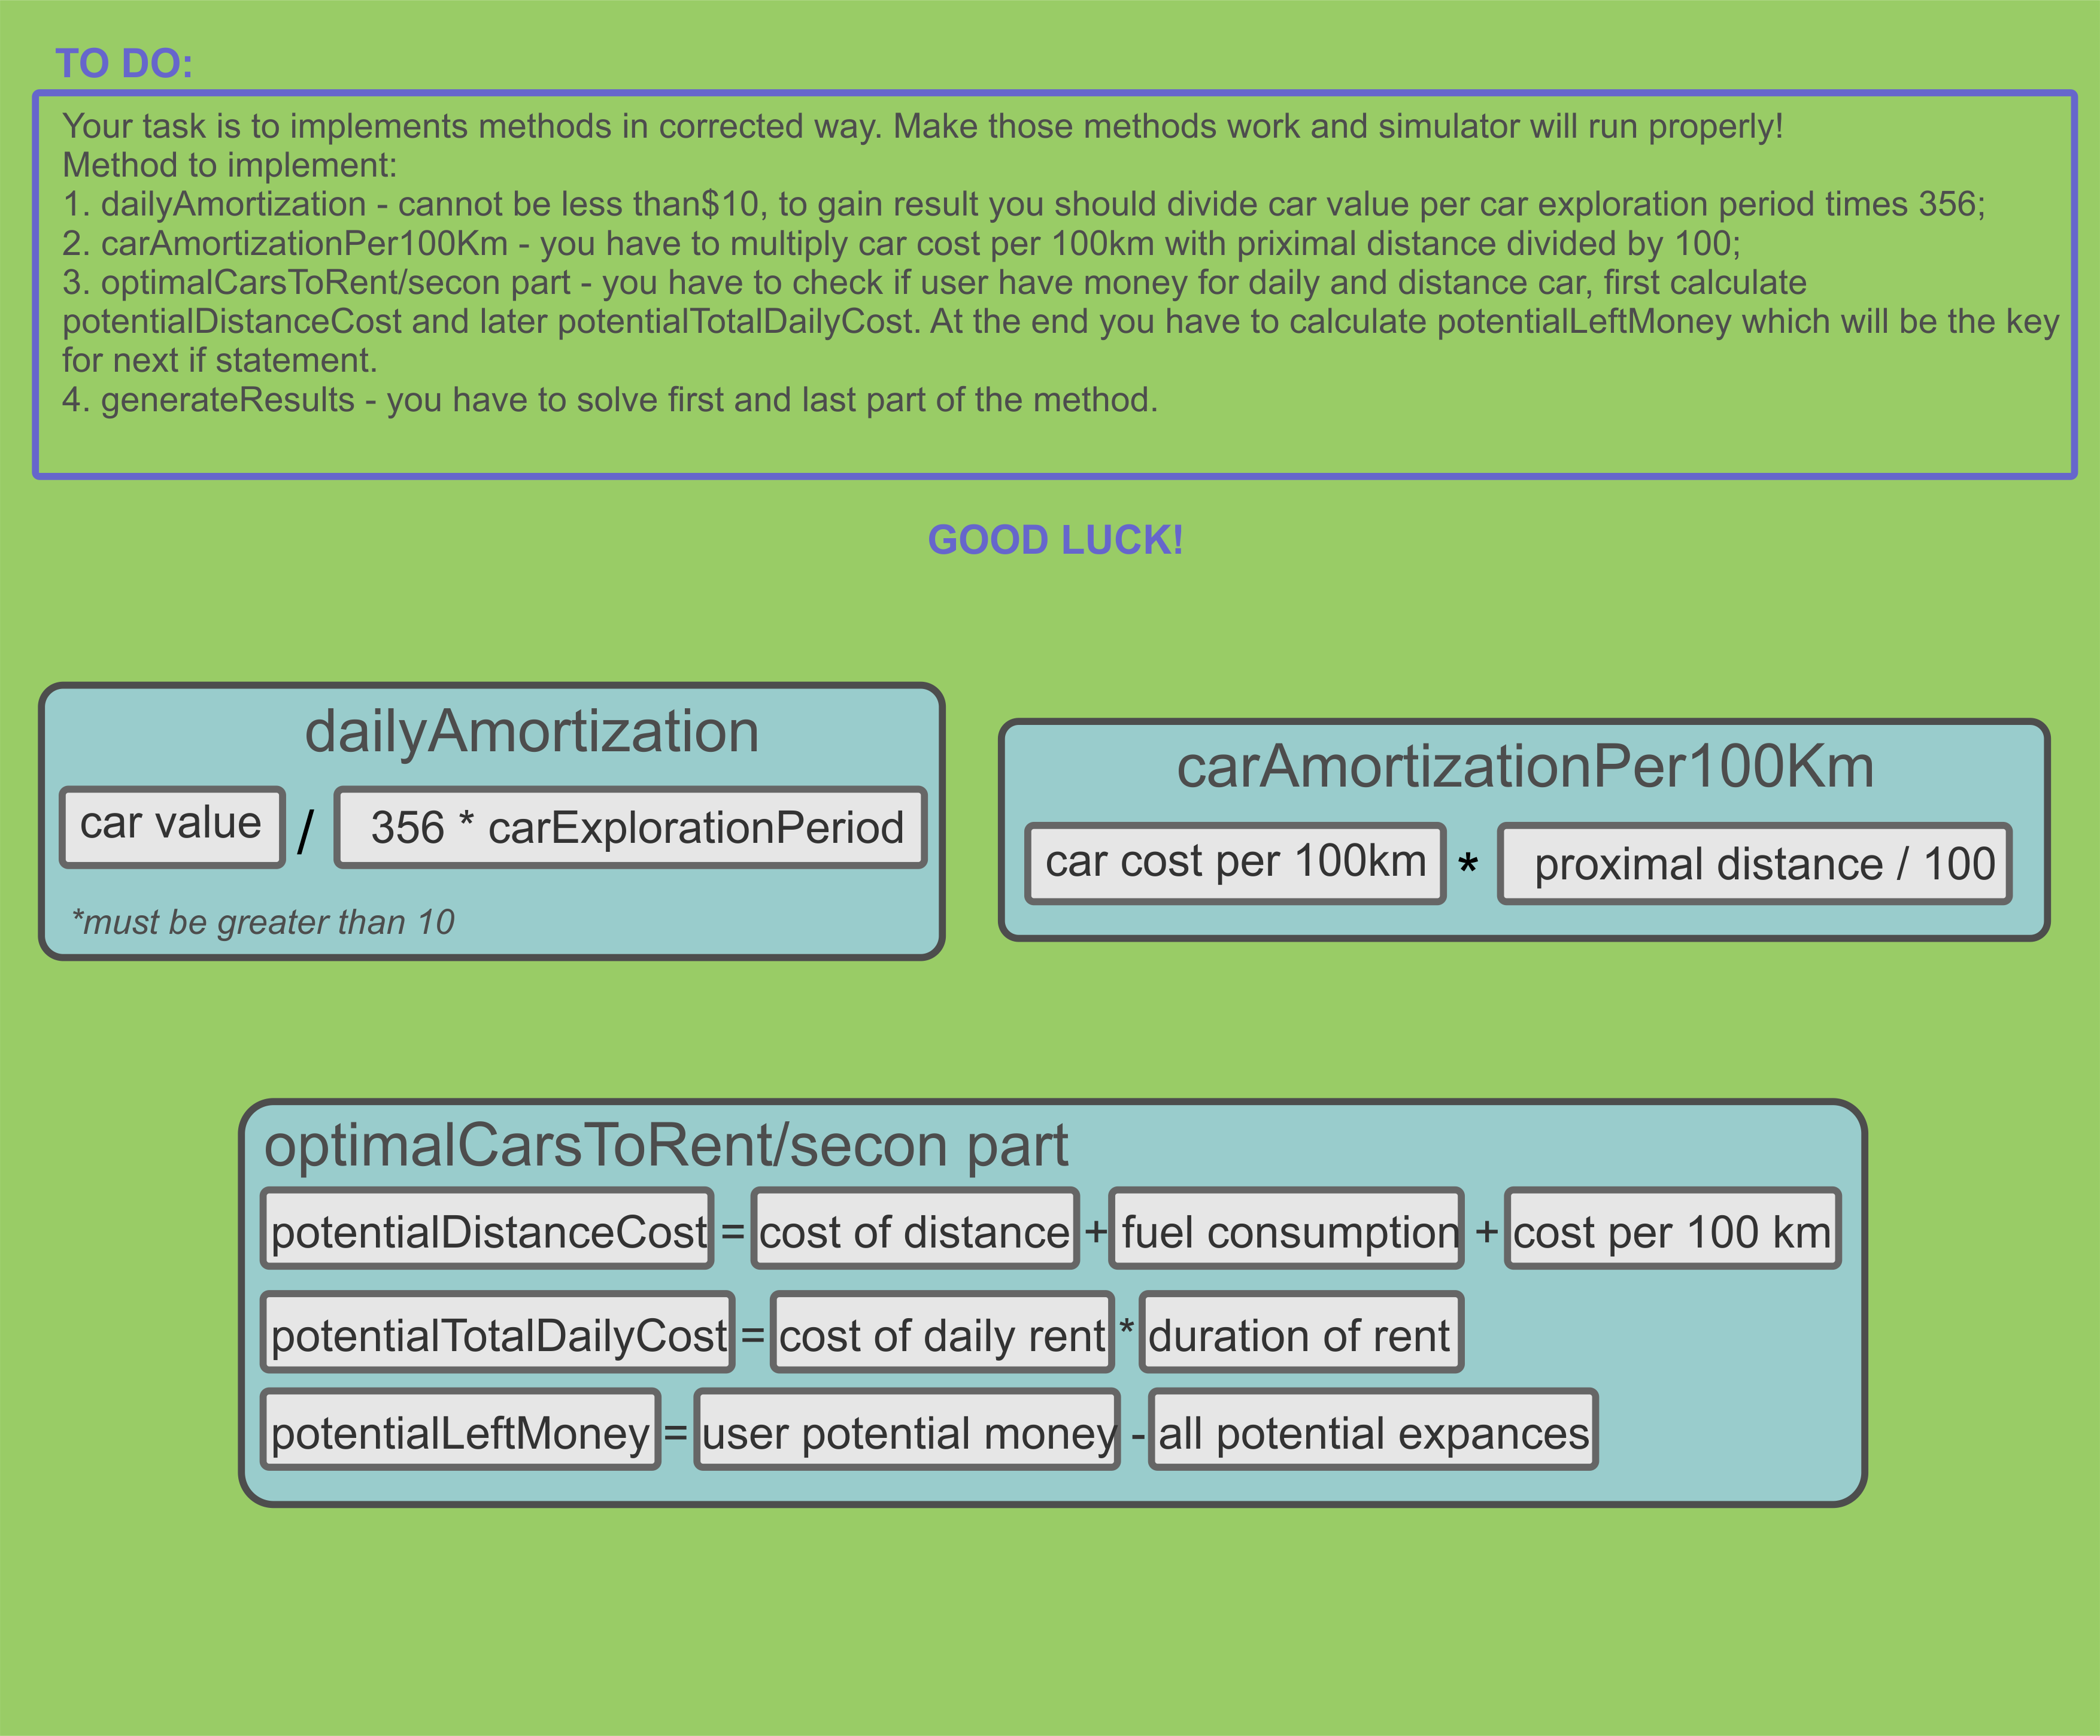 TO DO:
Your task is to implements methods in corrected way. Make those methods work and simulator will run properly!
Method to implement:
1. dailyAmortization - cannot be less than$10, to gain result you should divide car value per car exploration period times 356;
2. carAmortizationPer100Km - you have to multiply car cost per 100km with priximal distance divided by 100;
3. optimalCarsToRent/secon part - you have to check if user have money for daily and distance car, first calculate
potentialDistanceCost and later potentialTotalDailyCost. At the end you have to calculate potentialLeftMoney which will be the key
for next if statement.
4. generateResults - you have to solve first and last part of the method.
GOOD LUCK!
dailyAmortization
car value / 356 * carExplorationPeriod
*must be greater than 10
carAmortizationPer100Km
car cost per 100km * proximal distance / 100
optimalCarsToRent/secon part
potentialDistanceCost = cost of distance + fuel consumption + cost per 100 km
potentialTotalDailyCost = cost of daily rent * duration of rent
potentialLeftMoney = user potential money - all potential expances